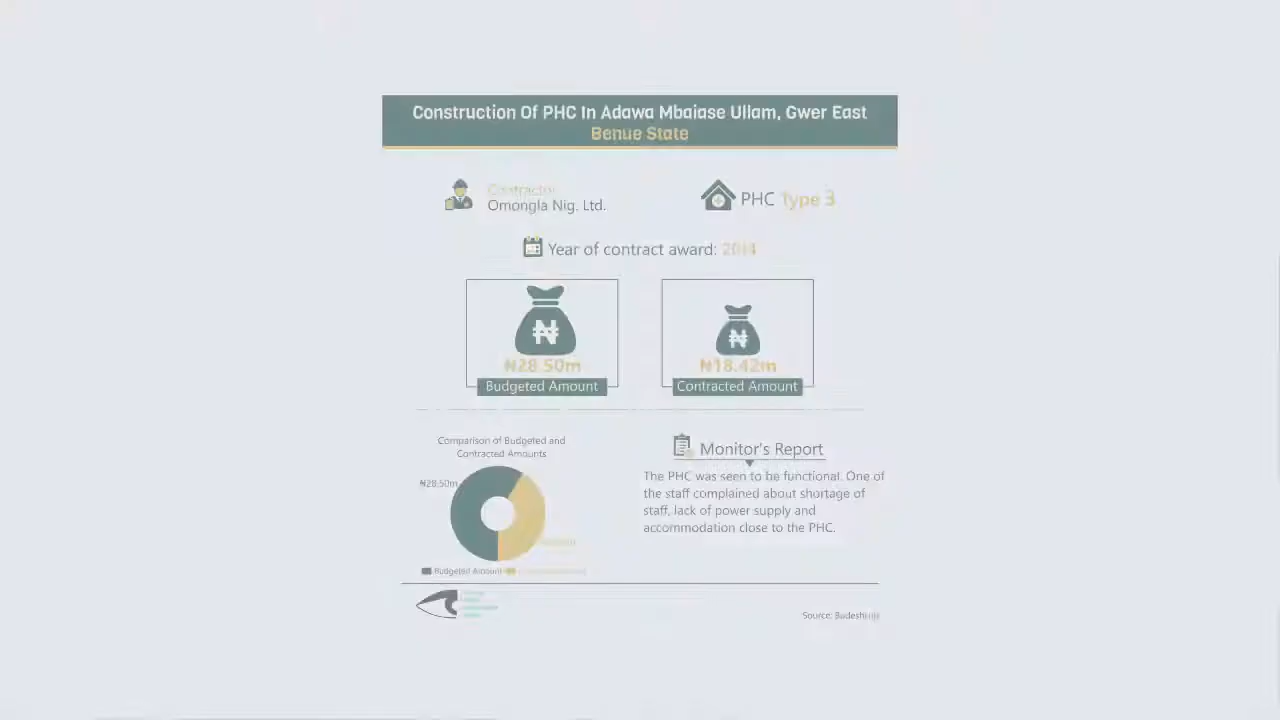 Construction Of PHC In Adawa Mbaiase Ullam, Gwer East
Benue State
Contractor
Omongla Nig. Ltd.
PHC Type 3
Year of contract award: 2014
₦28.50m
Budgeted Amount
₦18.42m
Contracted Amount
Comparison of Budgeted and
Contracted Amounts
₦28.50m
Budgeted Amount
Monitor's Report
The PHC was seen to be functional. One of
the staff complained about shortage of
staff, lack of power supply and
accommodation close to the PHC.
Source: